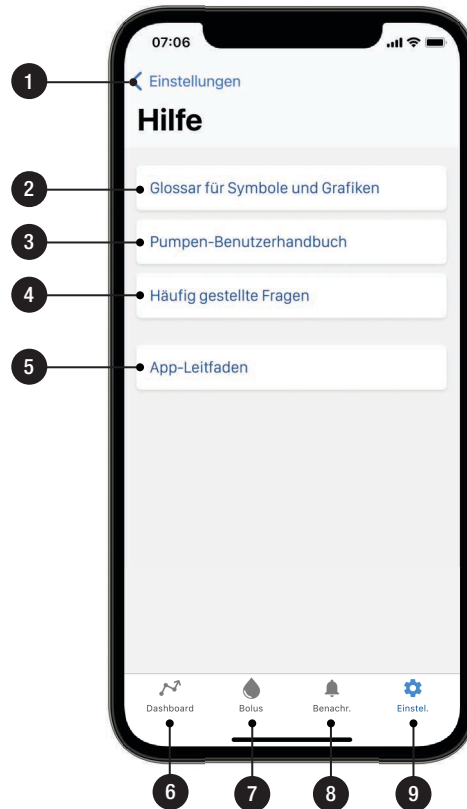 07:06
1
Einstellungen
Hilfe
2
Glossar für Symbole und Grafiken
3
Pumpen-Benutzerhandbuch
4
Häufig gestellte Fragen
5
App-Leitfaden
Dashboard Bolus Benachr. Einstel.
6 7 8 9